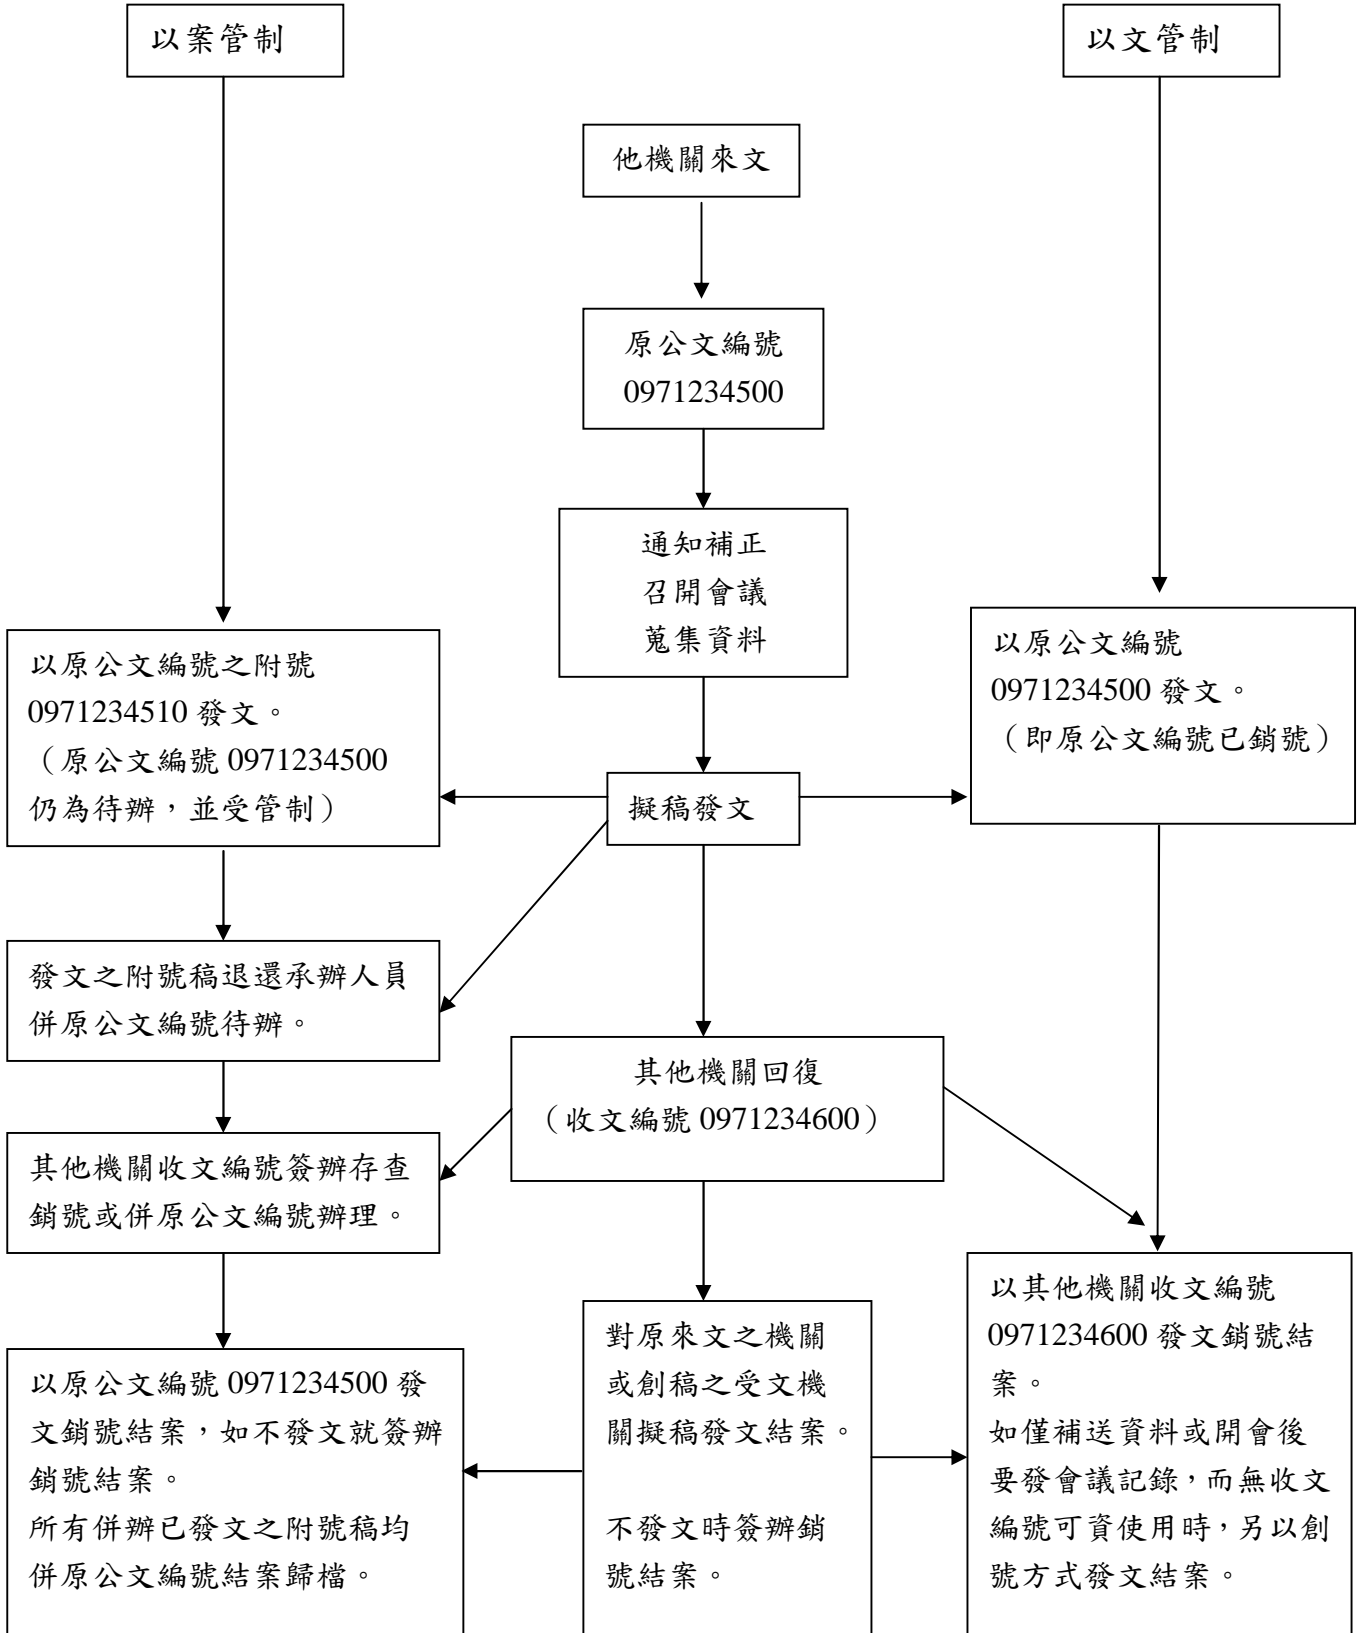 以案管制
以文管制
他機關來文
原公文編號
0971234500
通知補正
召開會議
蒐集資料
以原公文編號之附號
0971234510 發文。
（原公文編號 0971234500
仍為待辦，並受管制）
擬稿發文
以原公文編號
0971234500 發文。
（即原公文編號已銷號）
發文之附號稿退還承辦人員
併原公文編號待辦。
其他機關回復
（收文編號 0971234600）
其他機關收文編號簽辦存查
銷號或併原公文編號辦理。
以原公文編號 0971234500 發
文銷號結案，如不發文就簽辦
銷號結案。
所有併辦已發文之附號稿均
併原公文編號結案歸檔。
對原來文之機關
或創稿之受文機
關擬稿發文結案。
不發文時簽辦銷
號結案。
以其他機關收文編號
0971234600 發文銷號結
案。
如僅補送資料或開會後
要發會議記錄，而無收文
編號可資使用時，另以創
號方式發文結案。